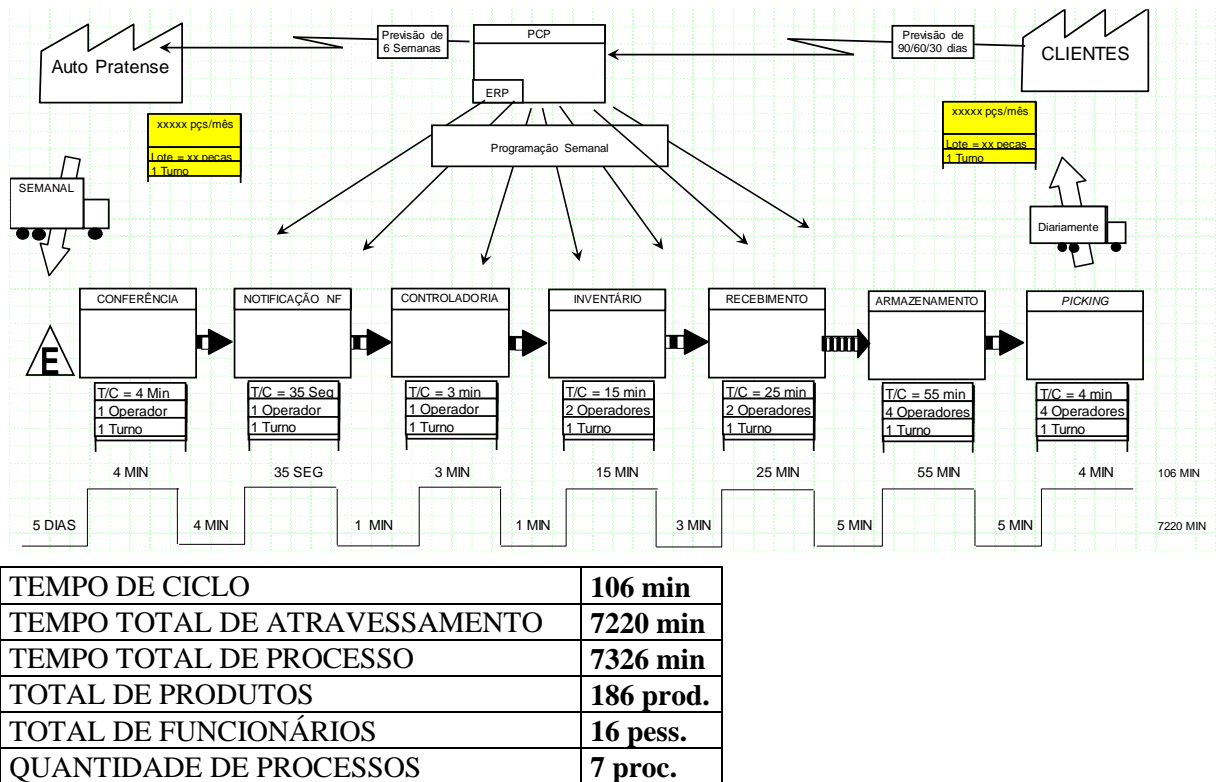 Auto Pratense
Previsão de
6 Semanas
PCP
ERP
Previsão de
90/60/30 dias
CLIENTES
xxxxx pçs/mês
Lote = xx peças
1 Turno
Programação Semanal
xxxxx pçs/mês
Lote = xx peças
1 Turno
SEMANAL
Diariamente
E
CONFERÊNCIA
T/C = 4 Min
1 Operador
1 Turno
NOTIFICAÇÃO NF
T/C = 35 Seg
1 Operador
1 Turno
CONTROLADORIA
T/C = 3 min
1 Operador
1 Turno
INVENTÁRIO
T/C = 15 min
2 Operadores
1 Turno
RECEBIMENTO
T/C = 25 min
2 Operadores
1 Turno
ARMAZENAMENTO
T/C = 55 min
4 Operadores
1 Turno
PICKING
T/C = 4 min
4 Operadores
1 Turno
4 MIN 35 SEG 3 MIN 15 MIN 25 MIN 55 MIN 4 MIN 106 MIN
5 DIAS 4 MIN 1 MIN 1 MIN 3 MIN 5 MIN 5 MIN 7220 MIN
TEMPO DE CICLO 106 min
TEMPO TOTAL DE ATRAVESSAMENTO 7220 min
TEMPO TOTAL DE PROCESSO 7326 min
TOTAL DE PRODUTOS 186 prod.
TOTAL DE FUNCIONÁRIOS 16 pess.
QUANTIDADE DE PROCESSOS 7 proc.